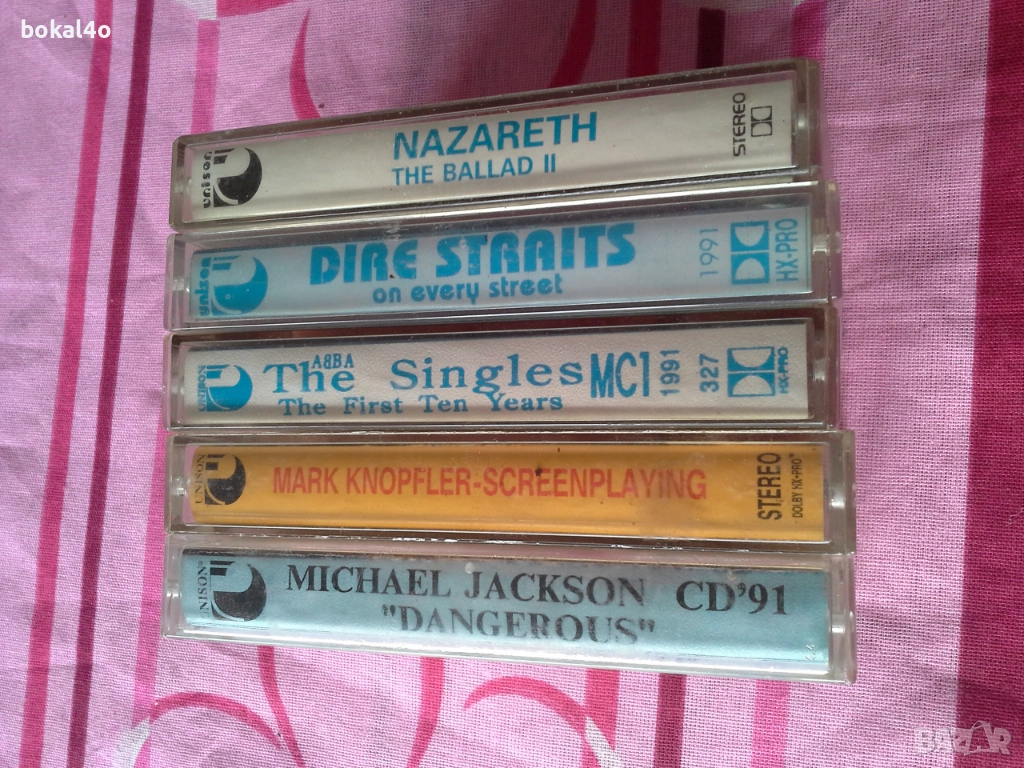 bokal4o
unison
NAZARETH
THE BALLAD II
STEREO
unison
DIRE STRAITS
on every street
1991
HX-PRO
UNISON
A&BA
The Singles
The First Ten Years
MC1
1991
327
HX-PRO
UNISON
MARK KNOPFLER-SCREENPLAYING
STEREO
DOLBY HX-PRO
UNISON
MICHAEL JACKSON CD'91
"DANGEROUS"
BAZAR